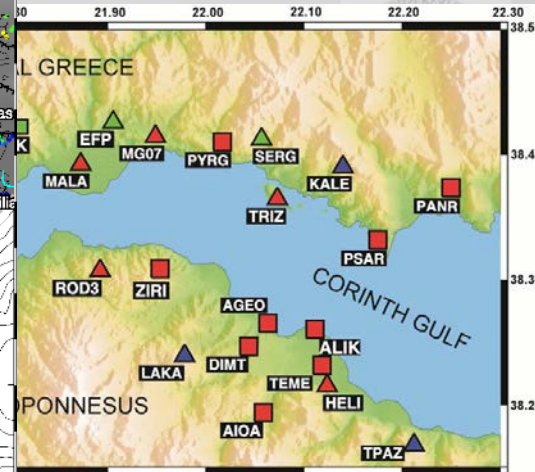 30 21.90 22.00 22.10 22.20 22.30
38.5
AL GREECE
as
K
EFP
MG07
PYRG
SERG
38.4
MALA
KALE
TRIZ
PANR
PSAR
38.3
ROD3
ZIRI
CORINTH GULF
AGEO
ALIK
DIMT
LAKA
TEME
HELI
38.2
OPONNESUS
AIOA
TPAZ